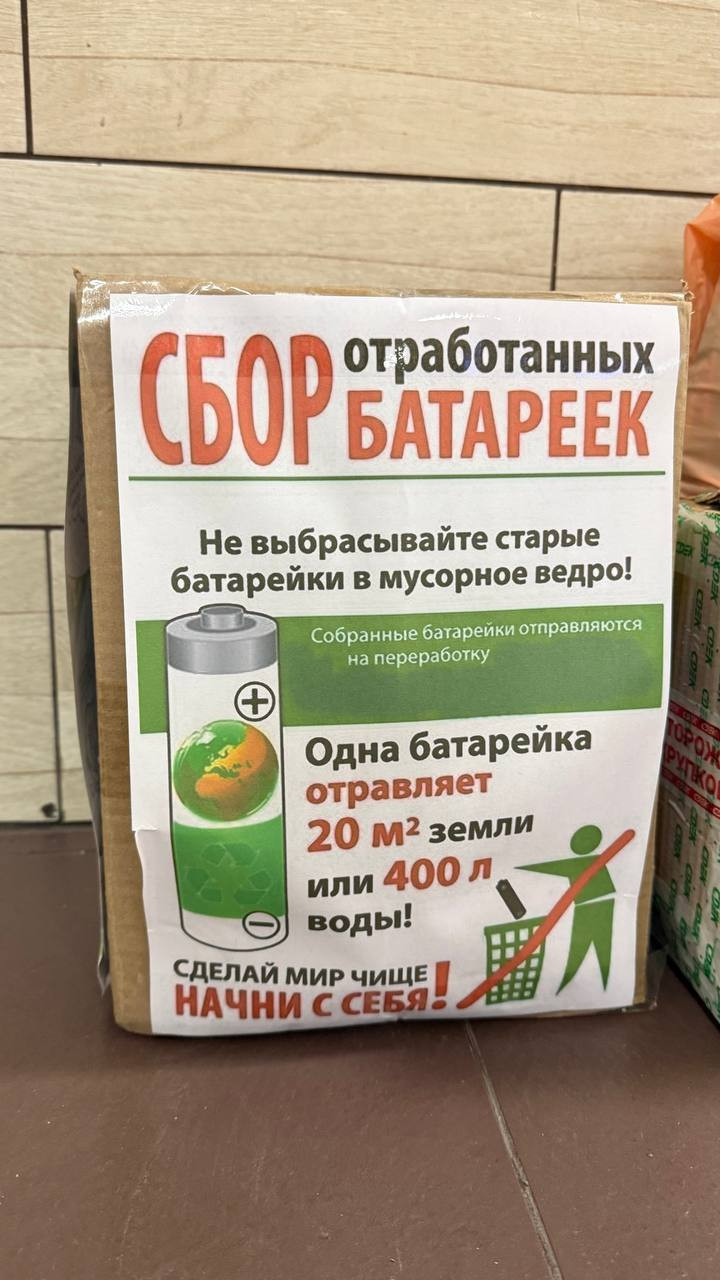 СБОР отработанных
БАТАРЕЕК
Не выбрасывайте старые
батарейки в мусорное ведро!
Собранные батарейки отправляются
на переработку
Одна батарейка
отравляет
20 м² земли
или 400 л
воды!
СДЕЛАЙ МИР ЧИЩЕ
НАЧНИ С СЕБЯ!